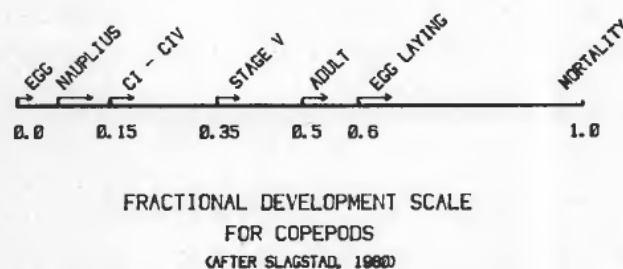 EGG NAUPLIUS CI - CIV STAGE V ADULT EGG LAYING MORTALITY
0.0 0.15 0.35 0.5 0.6 1.0
FRACTIONAL DEVELOPMENT SCALE
FOR COPEPODS
(AFTER SLAGSTAD, 1980)